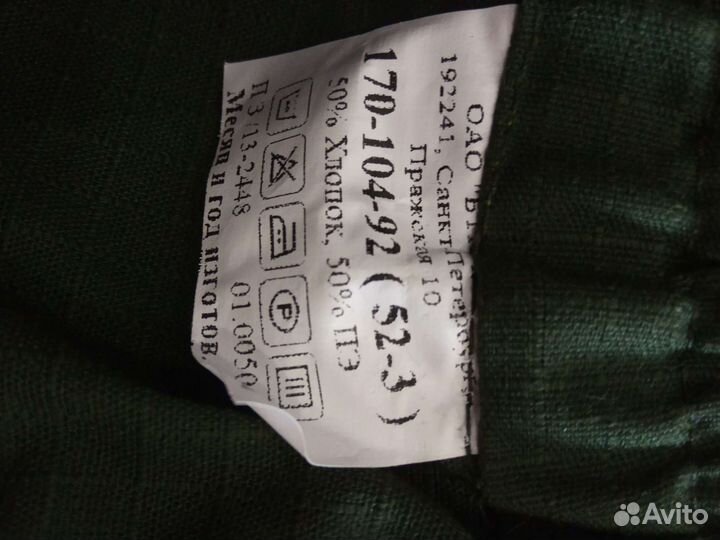 ОАО "В
192241, Санкт-Петербург
Пражская 10
170-104-92 ( 52-3 )
50% Хлопок, 50% ПЭ
P
П.3 /13-2448 01.0050
Месяц и год изготов.
Avito